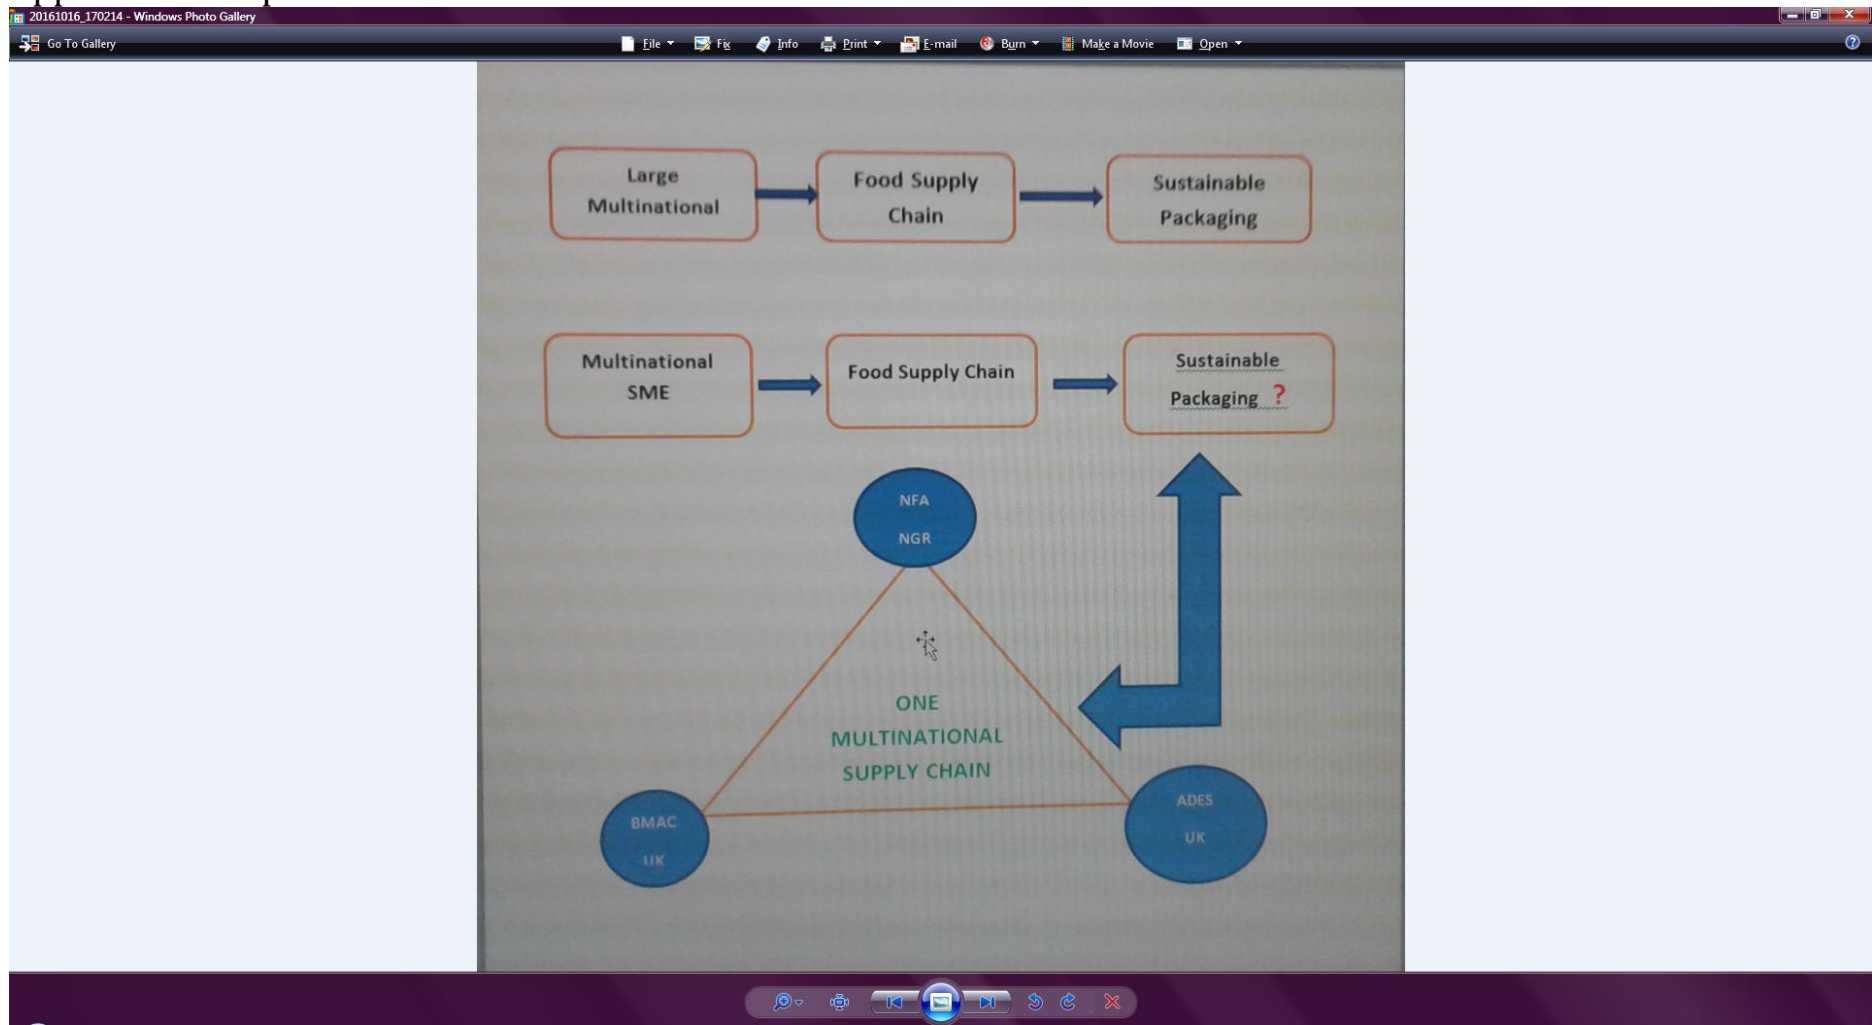 20161016_170214 - Windows Photo Gallery
Go To Gallery
File
Fix
Info
Print
E-mail
Burn
Make a Movie
Open
Large
Multinational
Food Supply
Chain
Sustainable
Packaging
Multinational
SME
Food Supply Chain
Sustainable
Packaging ?
NFA
NGR
ONE
MULTINATIONAL
SUPPLY CHAIN
BMAC
UK
ADES
UK